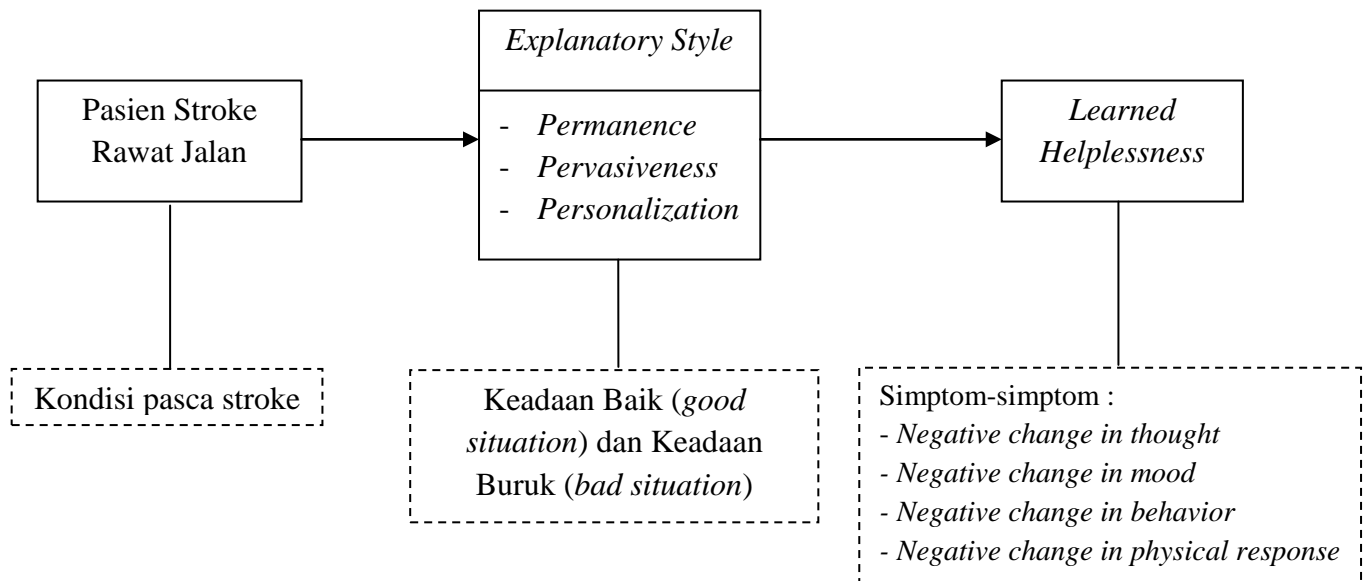 Pasien Stroke
Rawat Jalan
Kondisi pasca stroke
Explanatory Style
- Permanence
- Pervasiveness
- Personalization
Keadaan Baik (good
situation) dan Keadaan
Buruk (bad situation)
Learned
Helplessness
Simptom-simptom :
- Negative change in thought
- Negative change in mood
- Negative change in behavior
- Negative change in physical response